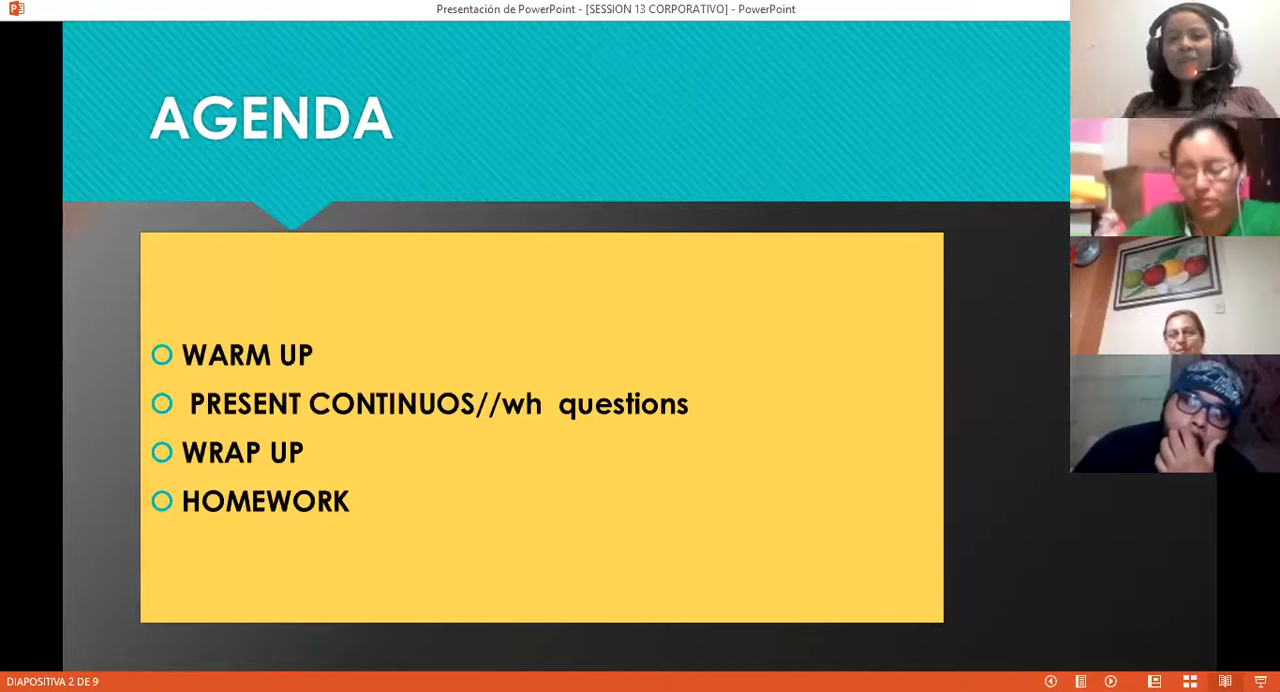 Presentación de PowerPoint - [SESSION 13 CORPORATIVO] - PowerPoint
AGENDA
WARM UP
PRESENT CONTINUOS//wh questions
WRAP UP
HOMEWORK
DIAPOSITIVA 2 DE 9